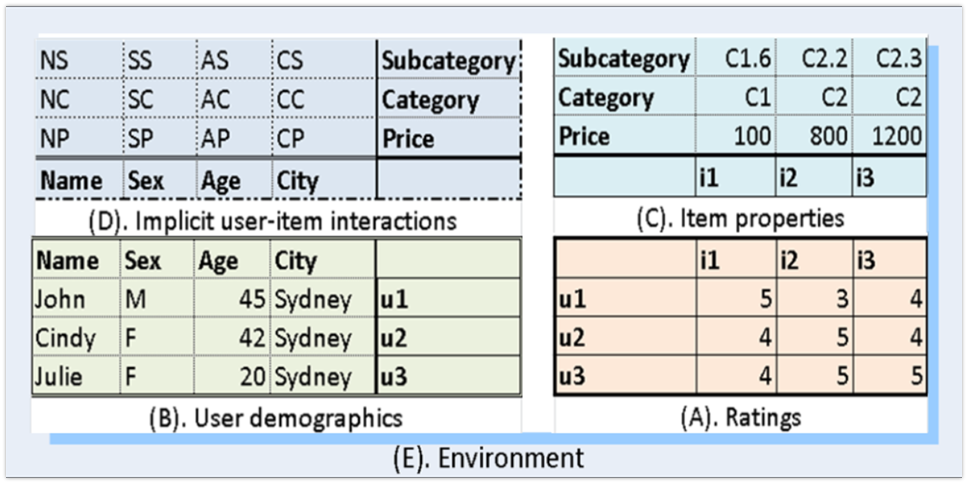 NS SS AS CS Subcategory
NC SC AC CC Category
NP SP AP CP Price
Name Sex Age City
(D). Implicit user-item interactions
Subcategory C1.6 C2.2 C2.3
Category C1 C2 C2
Price 100 800 1200
i1 i2 i3
(C). Item properties
Name Sex Age City
John M 45 Sydney u1
Cindy F 42 Sydney u2
Julie F 20 Sydney u3
(B). User demographics
i1 i2 i3
u1 5 3 4
u2 4 5 4
u3 4 5 5
(A). Ratings
(E). Environment